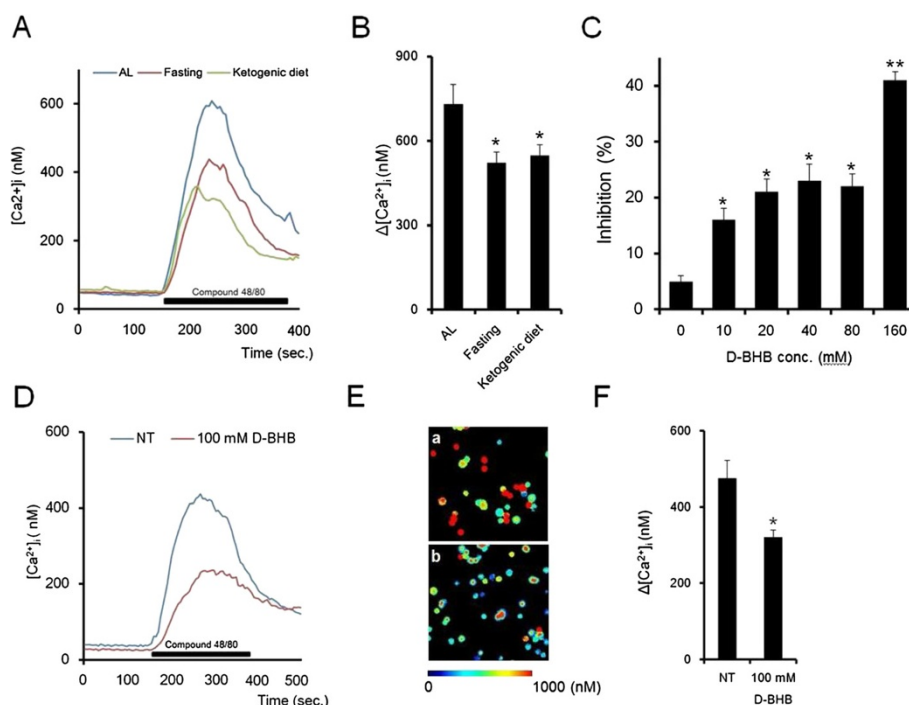 A
AL Fasting Ketogenic diet
[Ca2+]i (nM)
600
400
200
0
Compound 48/80
0 100 200 300 400
Time (sec.)
B
Δ[Ca²⁺]i (nM)
900
600
300
0
AL
Fasting
Ketogenic diet
* *
C
Inhibition (%)
50
40
30
20
10
0
* * * * **
0 10 20 40 80 160
D-BHB conc. (mM)
D
NT 100 mM D-BHB
[Ca²⁺]i ( nM)
600
400
200
0
Compound 48/80
0 100 200 300 400 500
Time (sec.)
E
a
b
0 1000 (nM)
F
Δ[Ca²⁺]i (nM)
600
400
200
0
*
NT 100 mM
D-BHB